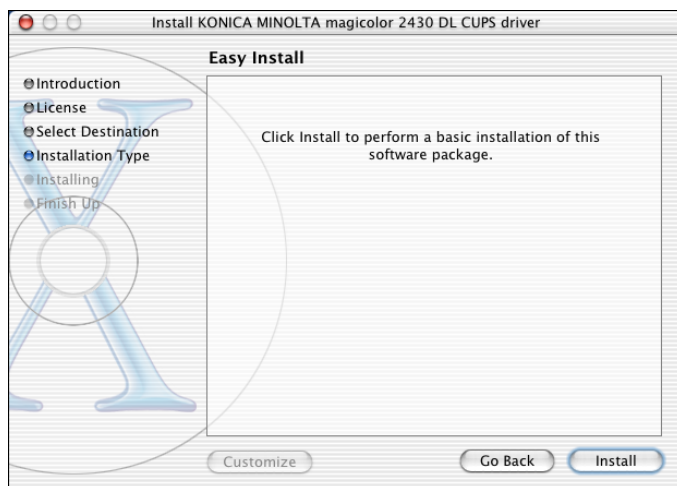 Install KONICA MINOLTA magicolor 2430 DL CUPS driver
Easy Install
Introduction
License
Select Destination
Installation Type
Installing
Finish Up
Click Install to perform a basic installation of this
software package.
Customize
Go Back
Install